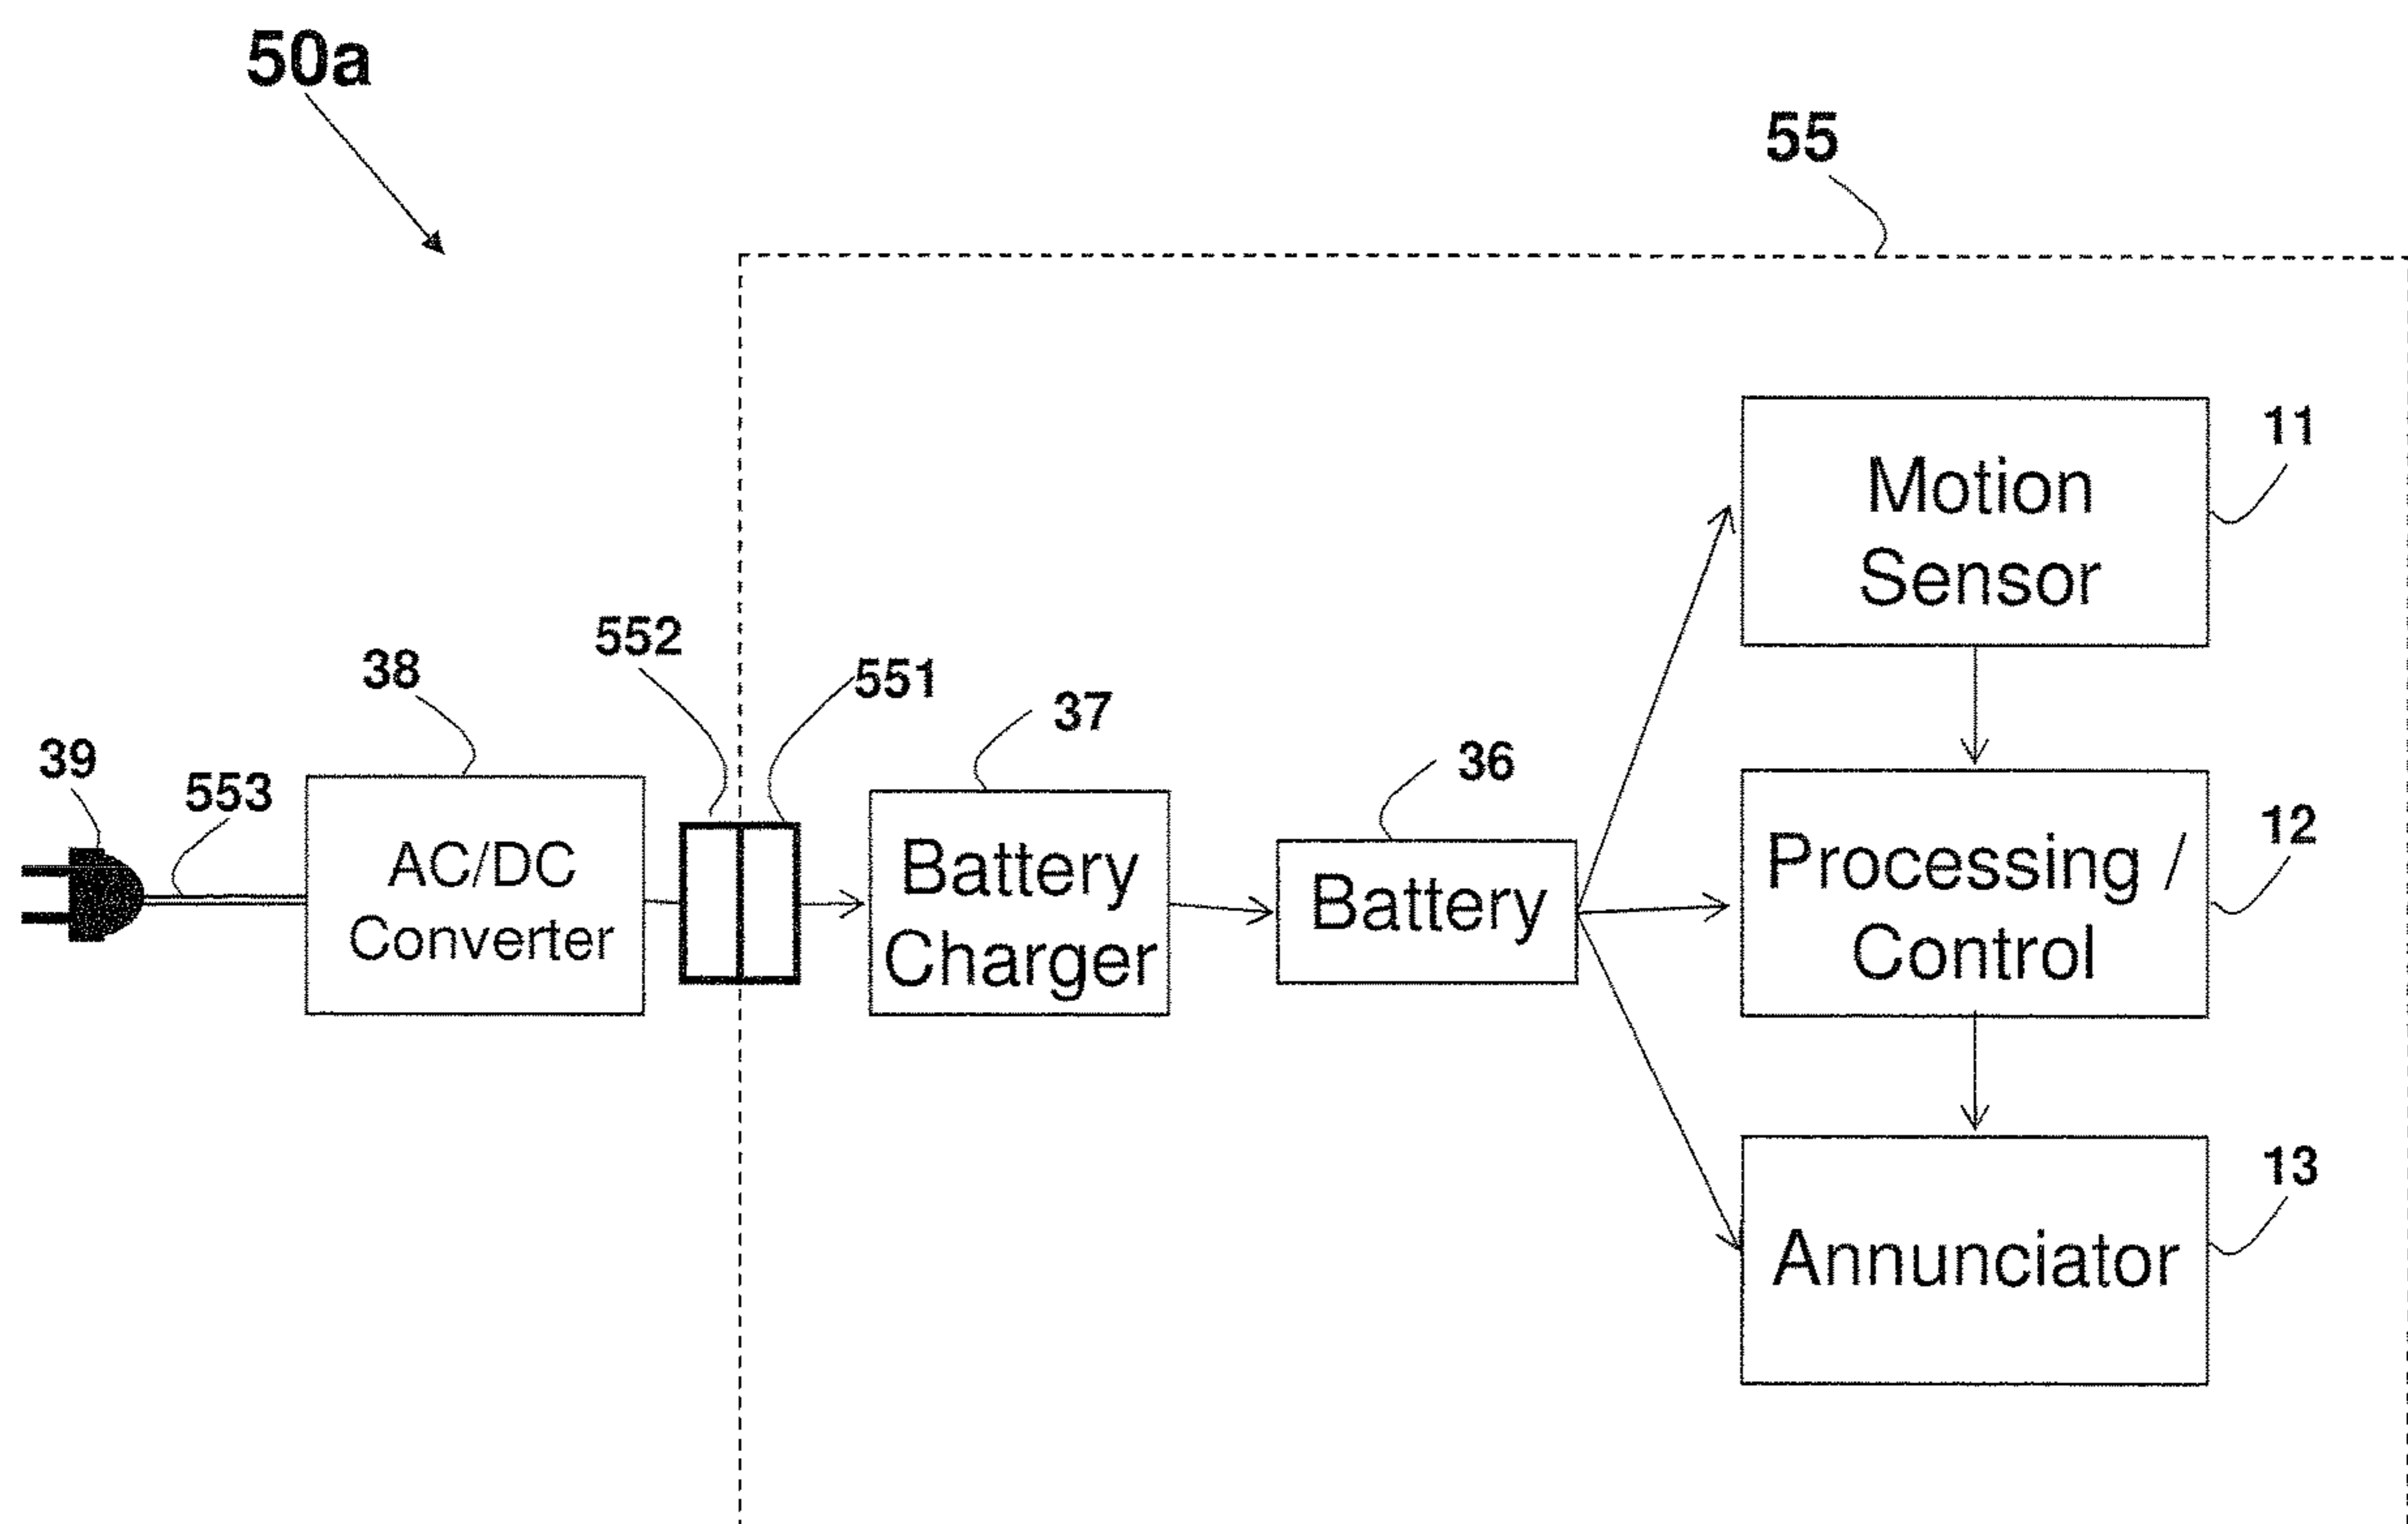 50a
55
11
Motion
Sensor
552
551
38
37
39
553
36
12
AC/DC
Converter
Battery
Charger
Battery
Processing /
Control
13
Annunciator